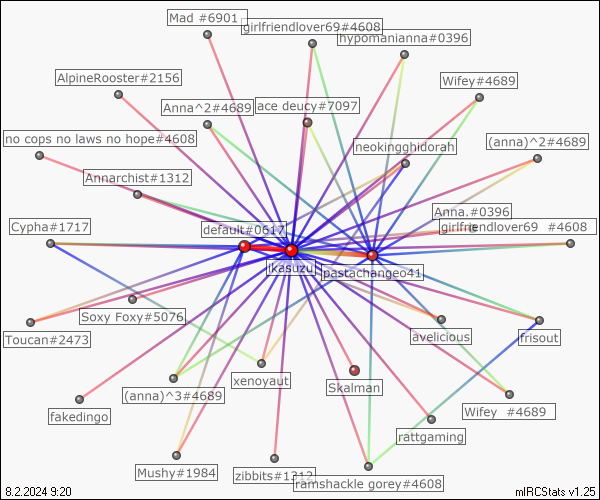 Mad #6901
girlfriendlover69#4608
hypomanianna#0396
AlpineRooster#2156
Wifey#4689
Anna^2#4689
ace deucy#7097
no cops no laws no hope#4608
neokingghidorah
(anna)^2#4689
Annarchist#1312
Anna.#0396
Cypha#1717
default#0617
girlfriendlover69 #4608
ikasuzu
pastachangeo41
Soxy Foxy#5076
Toucan#2473
avelicious
frisout
xenoyaut
Skalman
(anna)^3#4689
fakedingo
Wifey #4689
rattgaming
Mushy#1984
zibbits#1312
ramshackle gorey#4608
8.2.2024 9:20
mIRCStats v1.25